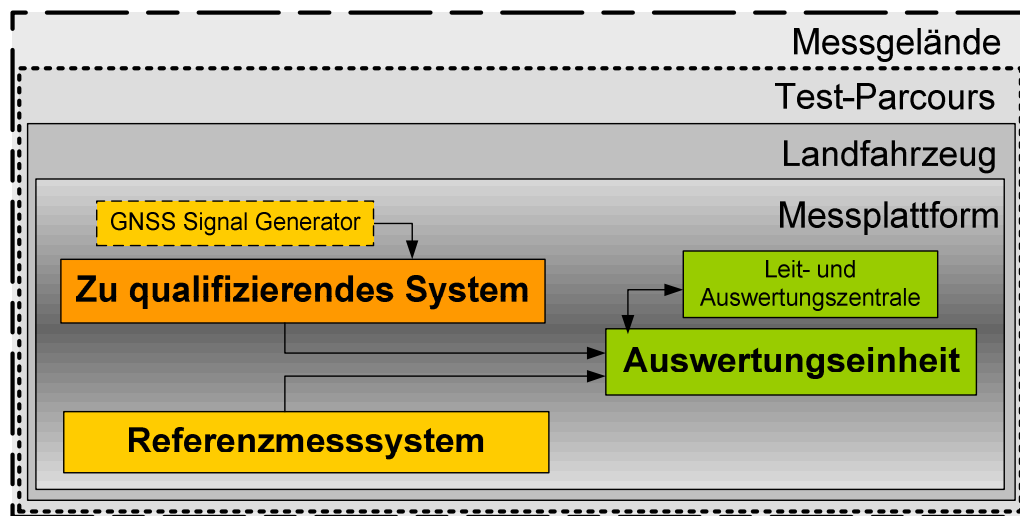 Messgelände
Test-Parcours
Landfahrzeug
Messplattform
GNSS Signal Generator
Zu qualifizierendes System
Leit- und
Auswertungszentrale
Auswertungseinheit
Referenzmesssystem